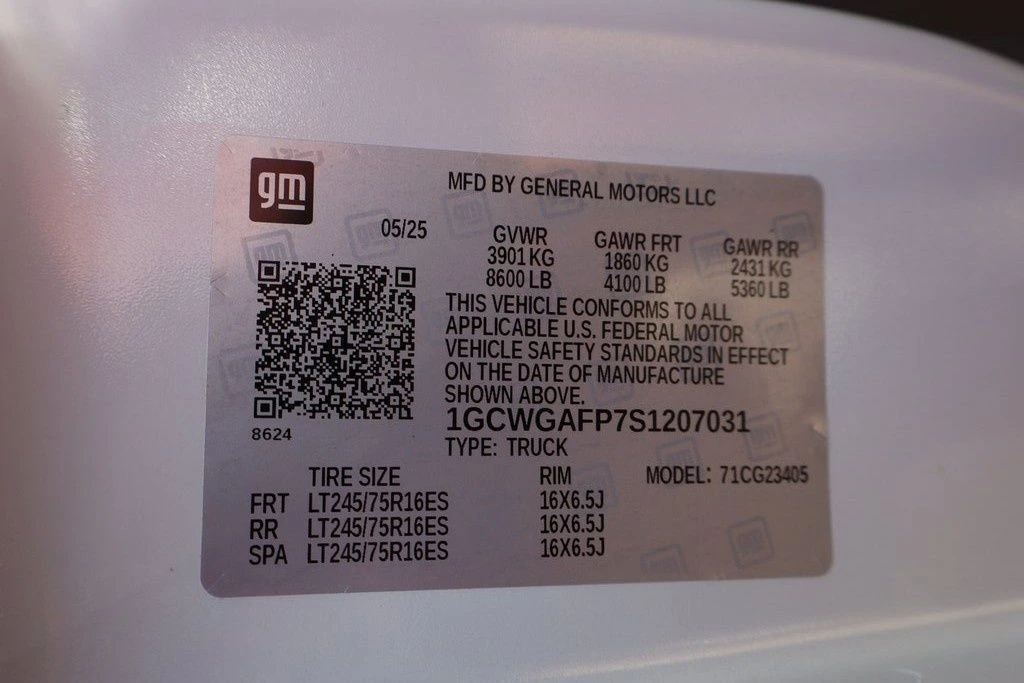 gm
MFD BY GENERAL MOTORS LLC
05/25
GVWR GAWR FRT GAWR RR
3901 KG 1860 KG 2431 KG
8600 LB 4100 LB 5360 LB
THIS VEHICLE CONFORMS TO ALL
APPLICABLE U.S. FEDERAL MOTOR
VEHICLE SAFETY STANDARDS IN EFFECT
ON THE DATE OF MANUFACTURE
SHOWN ABOVE.
1GCWGAFP7S1207031
8624
TYPE: TRUCK
TIRE SIZE RIM MODEL: 71CG23405
FRT LT245/75R16ES 16X6.5J
RR LT245/75R16ES 16X6.5J
SPA LT245/75R16ES 16X6.5J